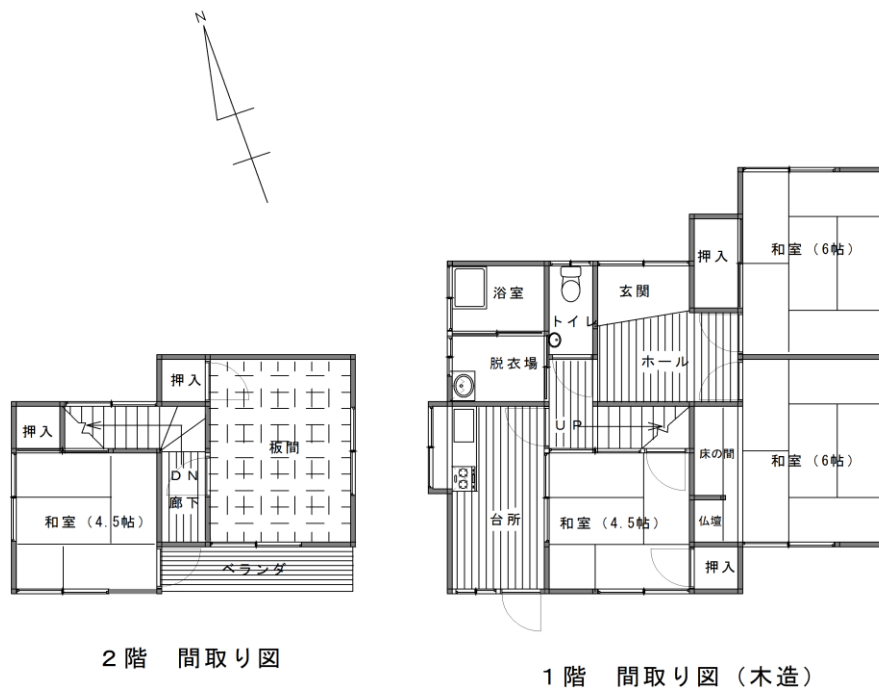 N
和室（6帖）
押入
浴室
玄関
トイレ
ホール
脱衣場
押入
UP
板間
押入
床の間
和室（6帖）
DN
廊下
和室（4.5帖）
台所
和室（4.5帖）
仏壇
ベランダ
押入
２階　間取り図
１階　間取り図（木造）